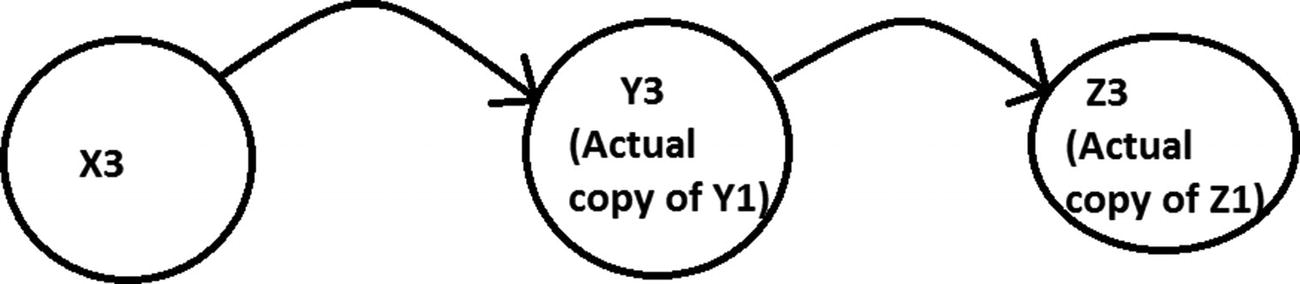 X3
Y3
(Actual
copy of Y1)
Z3
(Actual
copy of Z1)